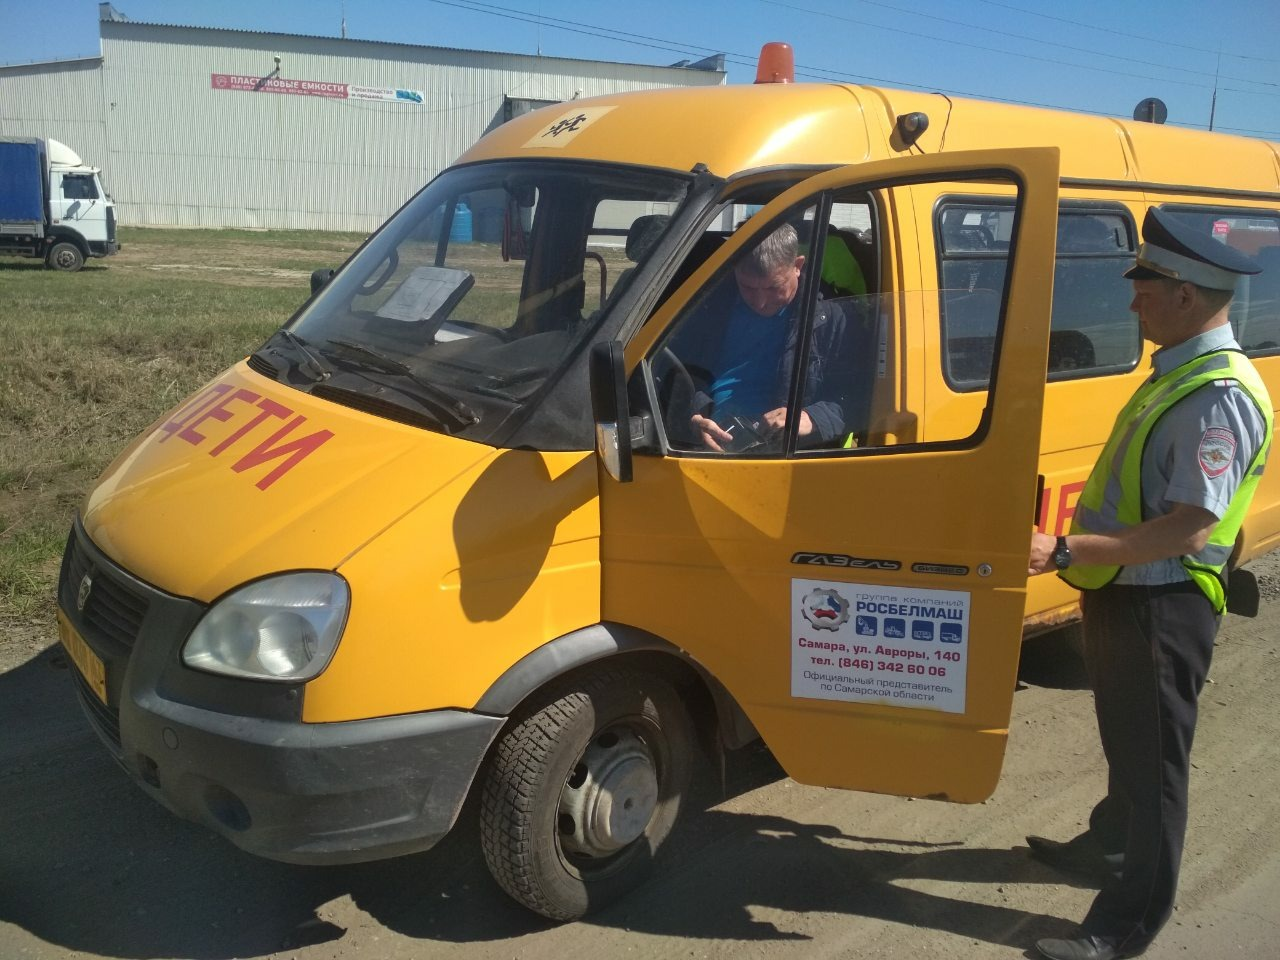 ПЛАСТИКОВЫЕ ЕМКОСТИ
Производство
и продажа
ДЕТИ
ГАЗель
БИЗНЕС
группа компаний
РОСБЕЛМАШ
Самара, ул. Авроры, 140
тел. (846) 342 60 06
Официальный представитель
по Самарской области